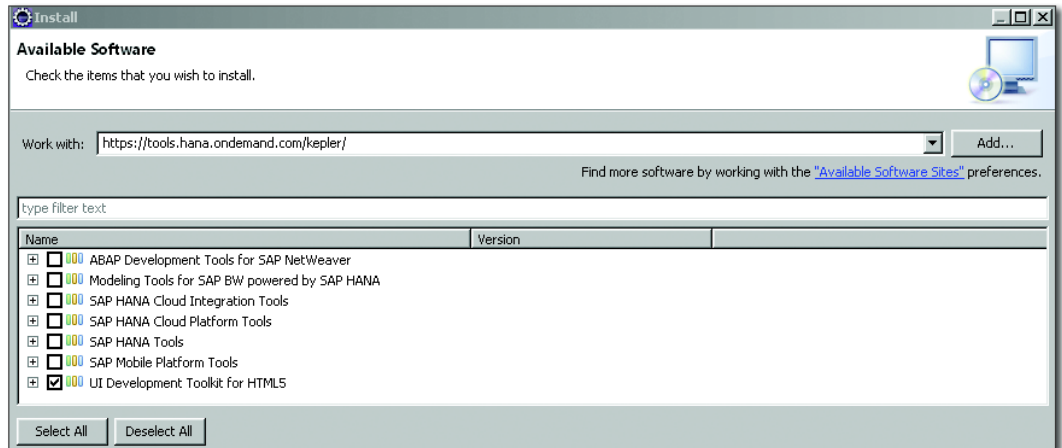 Install
Available Software
Check the items that you wish to install.
Work with: https://tools.hana.ondemand.com/kepler/ Add...
Find more software by working with the "Available Software Sites" preferences.
type filter text
Name Version
ABAP Development Tools for SAP NetWeaver
Modeling Tools for SAP BW powered by SAP HANA
SAP HANA Cloud Integration Tools
SAP HANA Cloud Platform Tools
SAP HANA Tools
SAP Mobile Platform Tools
UI Development Toolkit for HTML5
Select All Deselect All